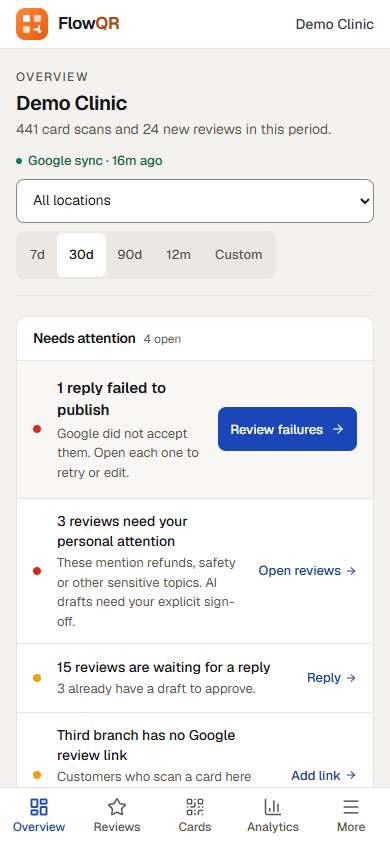 FlowQR
Demo Clinic
OVERVIEW
Demo Clinic
441 card scans and 24 new reviews in this period.
Google sync · 16m ago
All locations
7d 30d 90d 12m Custom
Needs attention 4 open
1 reply failed to
publish
Google did not accept
them. Open each one to
retry or edit.
Review failures →
3 reviews need your
personal attention
These mention refunds, safety
or other sensitive topics. AI
drafts need your explicit sign-
off.
Open reviews →
15 reviews are waiting for a reply
3 already have a draft to approve.
Reply →
Third branch has no Google
review link
Customers who scan a card here
Add link →
Overview Reviews Cards Analytics More